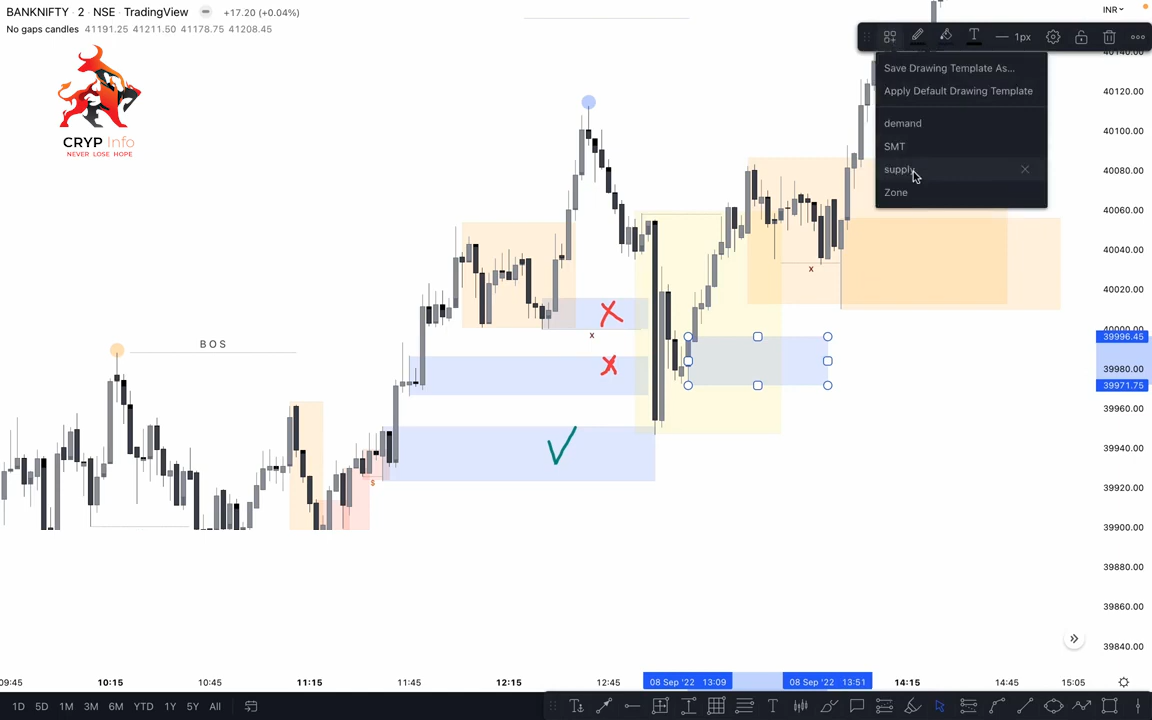 BANKNIFTY · 2 · NSE · TradingView +17.20 (+0.04%)
INR
No gaps candles 41191.25 41211.50 41178.75 41208.45
1px
CRYP Info
NEVER LOSE HOPE
Save Drawing Template As...
Apply Default Drawing Template
demand
SMT
supply
Zone
40140.00
40120.00
40100.00
40080.00
40060.00
40040.00
40020.00
40000.00
39996.45
39980.00
39971.75
39960.00
39940.00
39920.00
39900.00
39880.00
39860.00
39840.00
BOS
x
x
$
09:45 10:15 10:45 11:15 11:45 12:15 12:45 08 Sep '22 13:09 08 Sep '22 13:51 14:15 14:45 15:05
1D 5D 1M 3M 6M YTD 1Y 5Y All